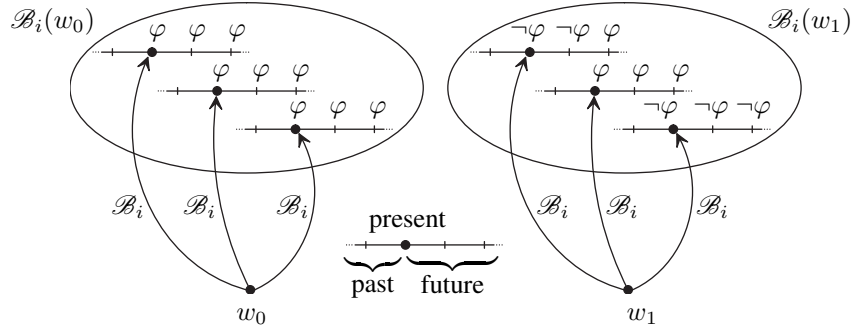 ℬᵢ(w₀) φ φ φ ¬φ ¬φ φ ℬᵢ(w₁)
φ φ φ φ φ φ
φ φ φ ¬φ ¬φ ¬φ
ℬᵢ ℬᵢ ℬᵢ ℬᵢ ℬᵢ ℬᵢ
present
past future
w₀ w₁